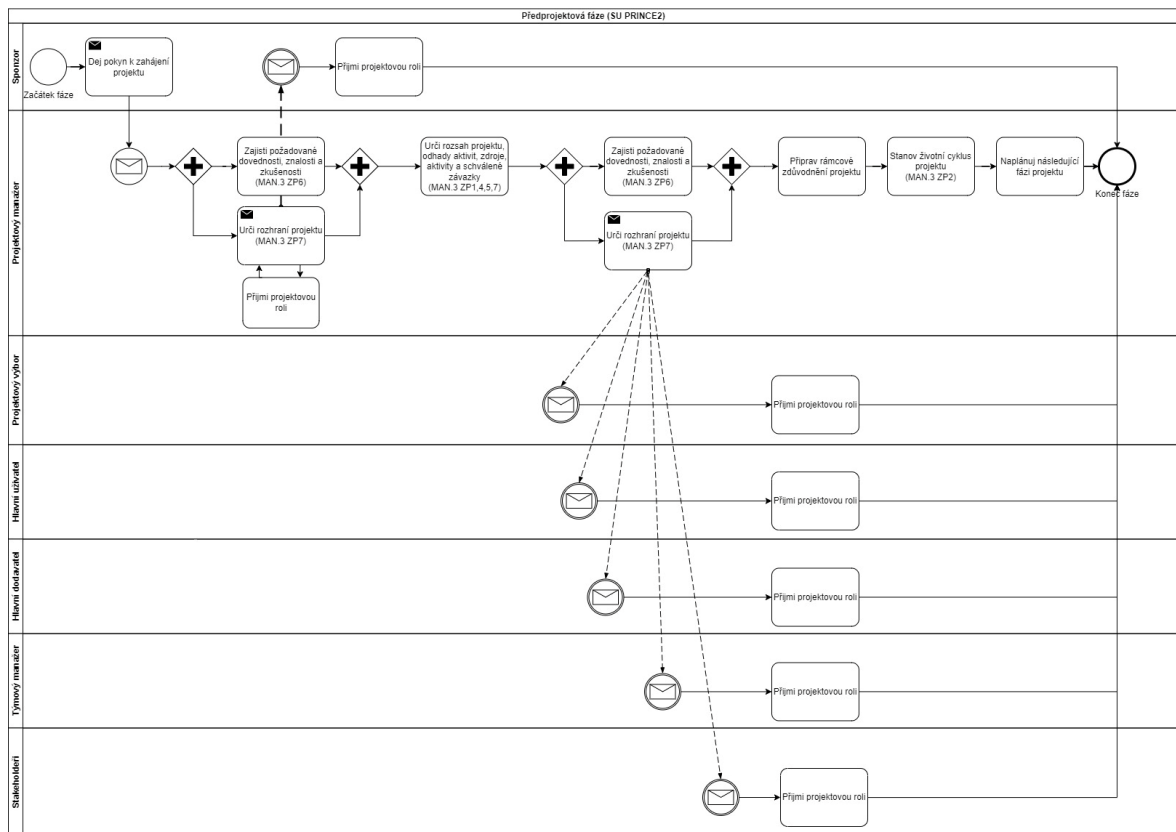 Předprojektová fáze (SU PRINCE2)
Sponzor
Začátek fáze
Dej pokyn k zahájení
projektu
Přijmi projektovou roli
Projektový manažer
Zajisti požadované
dovednosti, znalosti a
zkušenosti
(MAN.3 ZP6)
Urči rozhraní projektu
(MAN.3 ZP7)
Přijmi projektovou
roli
Urči rozsah projektu,
odhady aktivit, zdroje,
aktivity a schválené
závazky
(MAN.3 ZP1,4,5,7)
Zajisti požadované
dovednosti, znalosti a
zkušenosti
(MAN.3 ZP6)
Urči rozhraní projektu
(MAN.3 ZP7)
Připrav rámcové
zdůvodnění projektu
Stanov životní cyklus
projektu
(MAN.3 ZP2)
Naplánuj následující
fázi projektu
Konec fáze
Projektový výbor
Přijmi projektovou roli
Hlavní uživatel
Přijmi projektovou roli
Hlavní dodavatel
Přijmi projektovou roli
Týmový manažer
Přijmi projektovou roli
Stakeholdeři
Přijmi projektovou roli